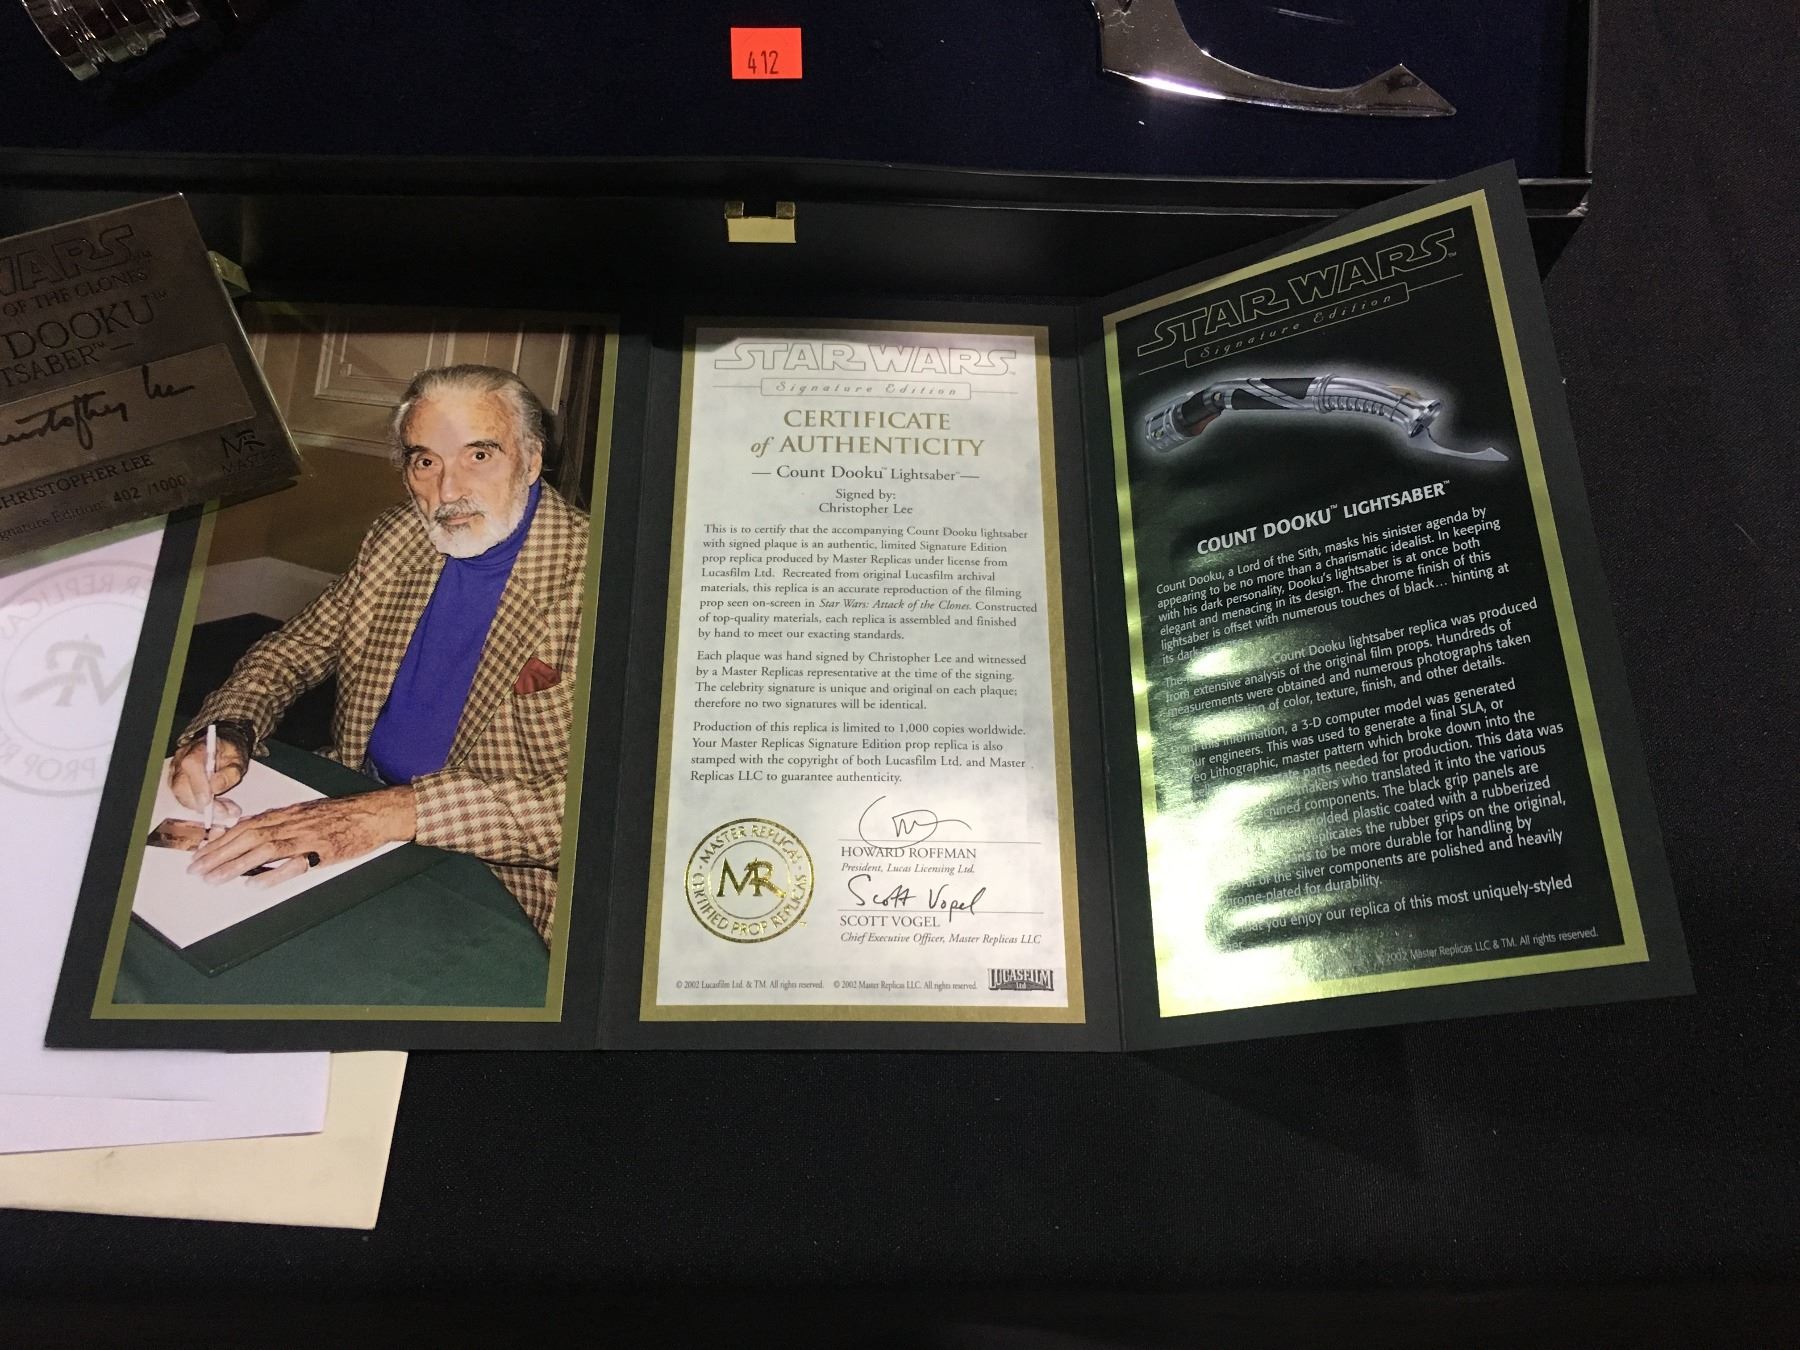 412
WARS
OF THE CLONES
DOOKU™
TSABER™
Christopher Lee
CHRISTOPHER LEE
Signature Edition: 402 /1000
MR
MASTER
STAR WARS
Signature Edition
CERTIFICATE
of AUTHENTICITY
— Count Dooku™ Lightsaber™ —
Signed by:
Christopher Lee
This is to certify that the accompanying Count Dooku lightsaber
with signed plaque is an authentic, limited Signature Edition
prop replica produced by Master Replicas under license from
Lucasfilm Ltd. Recreated from original Lucasfilm archival
materials, this replica is an accurate reproduction of the filming
prop seen on-screen in Star Wars: Attack of the Clones. Constructed
of top-quality materials, each replica is assembled and finished
by hand to meet our exacting standards.
Each plaque was hand signed by Christopher Lee and witnessed
by a Master Replicas representative at the time of the signing.
The celebrity signature is unique and original on each plaque;
therefore no two signatures will be identical.
Production of this replica is limited to 1,000 copies worldwide.
Your Master Replicas Signature Edition prop replica is also
stamped with the copyright of both Lucasfilm Ltd. and Master
Replicas LLC to guarantee authenticity.
MASTER REPLICAS
MR
CERTIFIED PROP REPLICAS
HOWARD ROFFMAN
President, Lucas Licensing Ltd.
Scott Vogel
SCOTT VOGEL
Chief Executive Officer, Master Replicas LLC
© 2002 Lucasfilm Ltd. & TM. All rights reserved. © 2002 Master Replicas LLC. All rights reserved.
LUCASFILM
Ltd
STAR WARS™
Signature Edition
COUNT DOOKU™ LIGHTSABER™
Count Dooku, a Lord of the Sith, masks his sinister agenda by
appearing to be no more than a charismatic idealist. In keeping
with his dark personality, Dooku's lightsaber is at once both
elegant and menacing in its design. The chrome finish of this
lightsaber is offset with numerous touches of black... hinting at
its dark
Count Dooku lightsaber replica was produced
from extensive analysis of the original film props. Hundreds of
measurements were obtained and numerous photographs taken
of color, texture, finish, and other details.
From this information, a 3-D computer model was generated
our engineers. This was used to generate a final SLA, or
Lithographic, master pattern which broke down into the
parts needed for production. This data was
makers who translated it into the various
components. The black grip panels are
plastic coated with a rubberized
replicates the rubber grips on the original,
to be more durable for handling by
of the silver components are polished and heavily
chrome-plated for durability.
you enjoy our replica of this most uniquely-styled
© 2002 Master Replicas LLC & TM. All rights reserved.